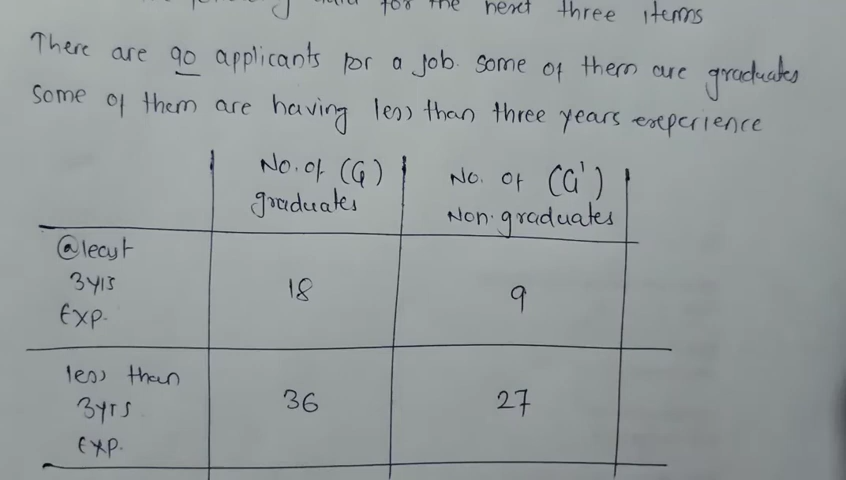 for the next three items
There are 90 applicants for a job. some of them are graduates
some of them are having less than three years experience
No. of (G)
graduates
No. of (G')
Non. graduates
@least
3yrs
Exp.
18
9
less than
3yrs
Exp.
36
27